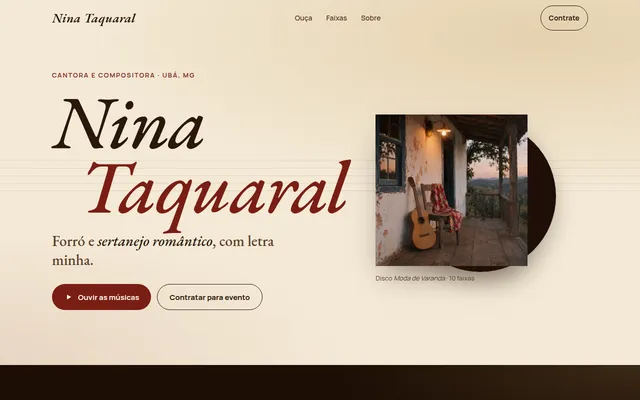 Nina Taquaral
Ouça Faixas Sobre
Contrate
CANTORA E COMPOSITORA · UBÁ, MG
Nina
Taquaral
Forró e sertanejo romântico, com letra
minha.
Ouvir as músicas
Contratar para evento
Disco Moda de Varanda · 10 faixas